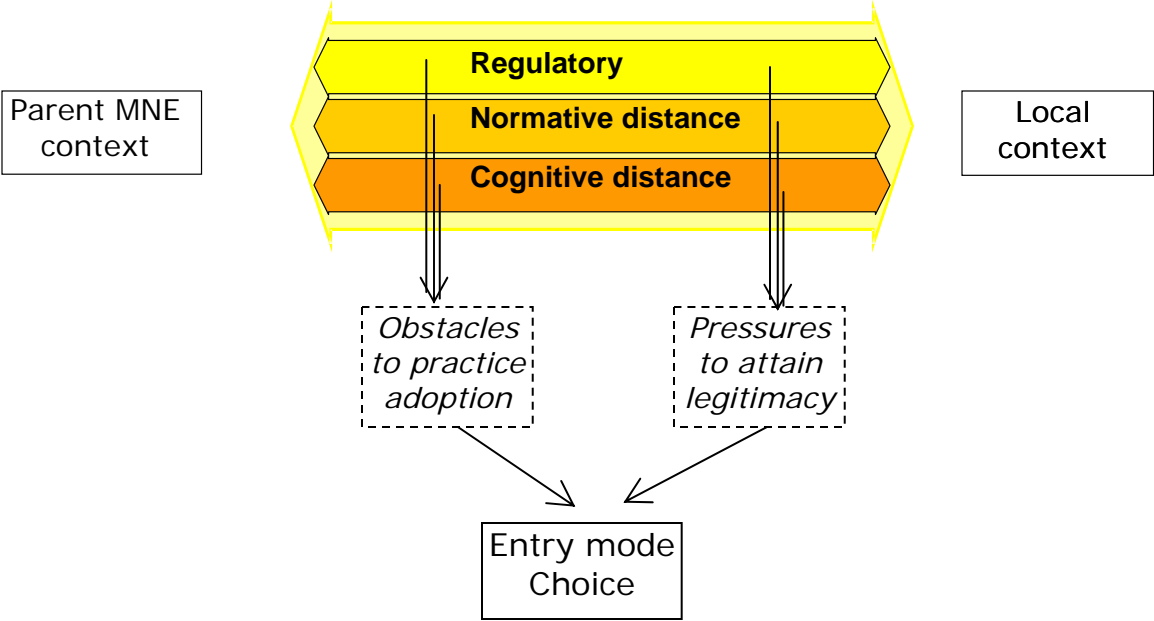 Regulatory
Normative distance
Cognitive distance
Parent MNE
context
Local
context
Obstacles
to practice
adoption
Pressures
to attain
legitimacy
Entry mode
Choice